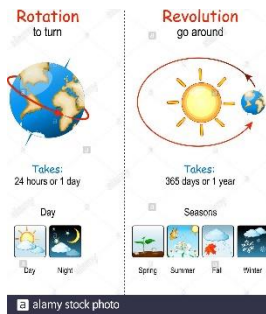 Rotation
to turn
Takes:
24 hours or 1 day
Day
Day Night
Revolution
go around
Takes:
365 days or 1 year
Seasons
Spring Summer Fall Winter
a alamy stock photo